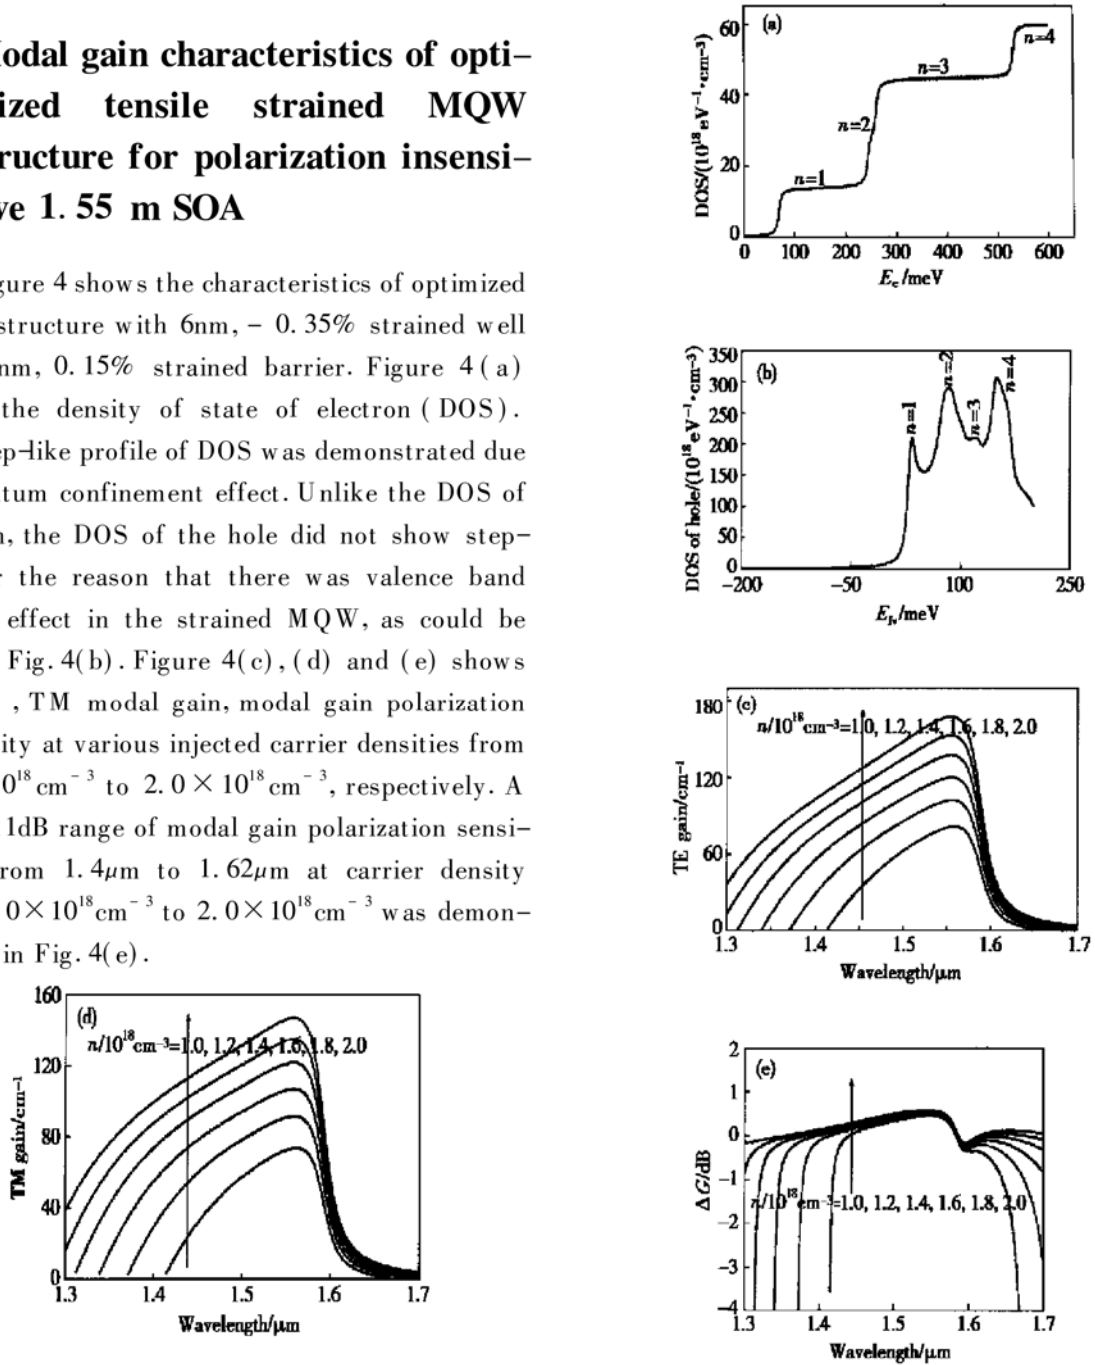 odal gain characteristics of opti-
ized tensile strained MQW
ructure for polarization insensi-
ve 1.55 m SOA
gure 4 shows the characteristics of optimized
structure with 6nm, - 0.35% strained well
nm, 0.15% strained barrier. Figure 4(a)
the density of state of electron (DOS).
ep-like profile of DOS was demonstrated due
tum confinement effect. Unlike the DOS of
n, the DOS of the hole did not show step-
r the reason that there was valence band
effect in the strained MQW, as could be
Fig. 4(b). Figure 4(c), (d) and (e) shows
, TM modal gain, modal gain polarization
ity at various injected carrier densities from
0¹⁸cm⁻³ to 2.0×10¹⁸cm⁻³, respectively. A
1dB range of modal gain polarization sensi-
rom 1.4μm to 1.62μm at carrier density
0×10¹⁸cm⁻³ to 2.0×10¹⁸cm⁻³ was demon-
in Fig. 4(e).
(d)
n/10¹⁸cm⁻³=1.0, 1.2, 1.4, 1.6, 1.8, 2.0
TM gain/cm⁻¹
160
120
80
40
0
1.3 1.4 1.5 1.6 1.7
Wavelength/μm
(a)
DOS/(10¹⁸eV⁻¹·cm⁻³)
60
40
20
0
n=1
n=2
n=3
n=4
0 100 200 300 400 500 600
E_c/meV
(b)
DOS of hole/(10¹⁸eV⁻¹·cm⁻³)
350
300
250
200
150
100
50
0
n=1
n=2
n=3
n=4
-200 -50 100 250
/meV
(c)
n/10¹⁸cm⁻³=1.0, 1.2, 1.4, 1.6, 1.8, 2.0
TE gain/cm⁻¹
180
120
60
0
1.3 1.4 1.5 1.6 1.7
Wavelength/μm
(e)
ΔG/dB
2
1
0
-1
-2
-3
-4
n/10¹⁸cm⁻³=1.0, 1.2, 1.4, 1.6, 1.8, 2.0
1.3 1.4 1.5 1.6 1.7
Wavelength/μm